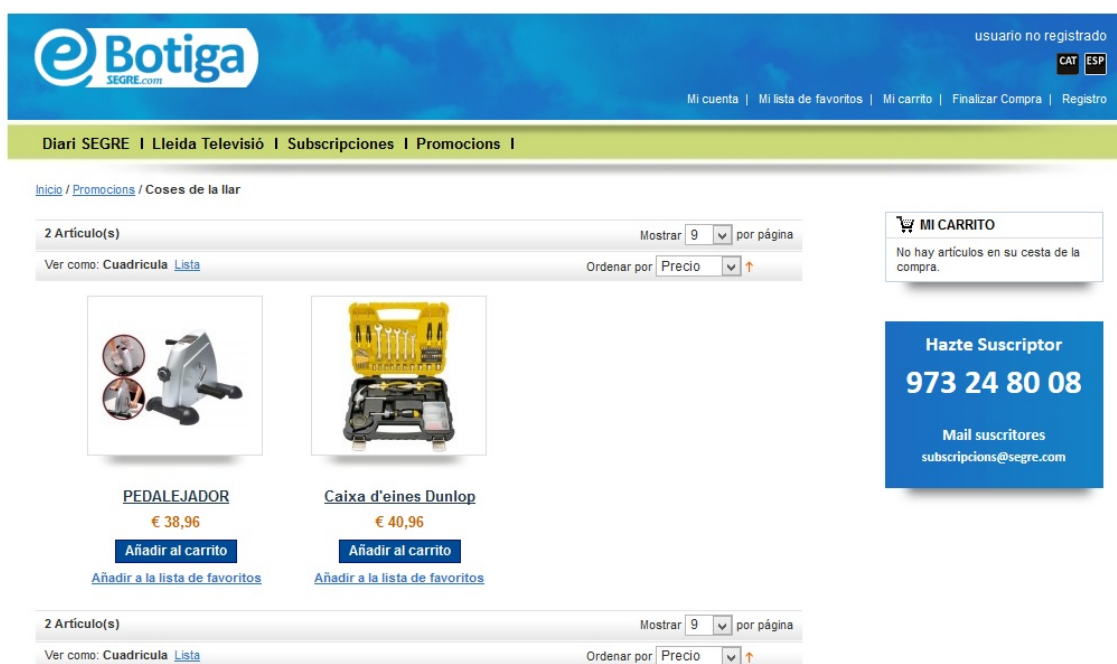 e Botiga
SEGRE.com
usuario no registrado
CAT ESP
Mi cuenta | Mi lista de favoritos | Mi carrito | Finalizar Compra | Registro
Diari SEGRE I Lleida Televisió I Subscripciones I Promocions I
Inicio / Promocions / Coses de la llar
2 Artículo(s)
Mostrar 9 por página
Ver como: Cuadricula Lista
Ordenar por Precio
PEDALEJADOR
€ 38,96
Añadir al carrito
Añadir a la lista de favoritos
Caixa d'eines Dunlop
€ 40,96
Añadir al carrito
Añadir a la lista de favoritos
2 Artículo(s)
Mostrar 9 por página
Ver como: Cuadricula Lista
Ordenar por Precio
MI CARRITO
No hay artículos en su cesta de la
compra.
Hazte Suscriptor
973 24 80 08
Mail suscritores
subscripcions@segre.com